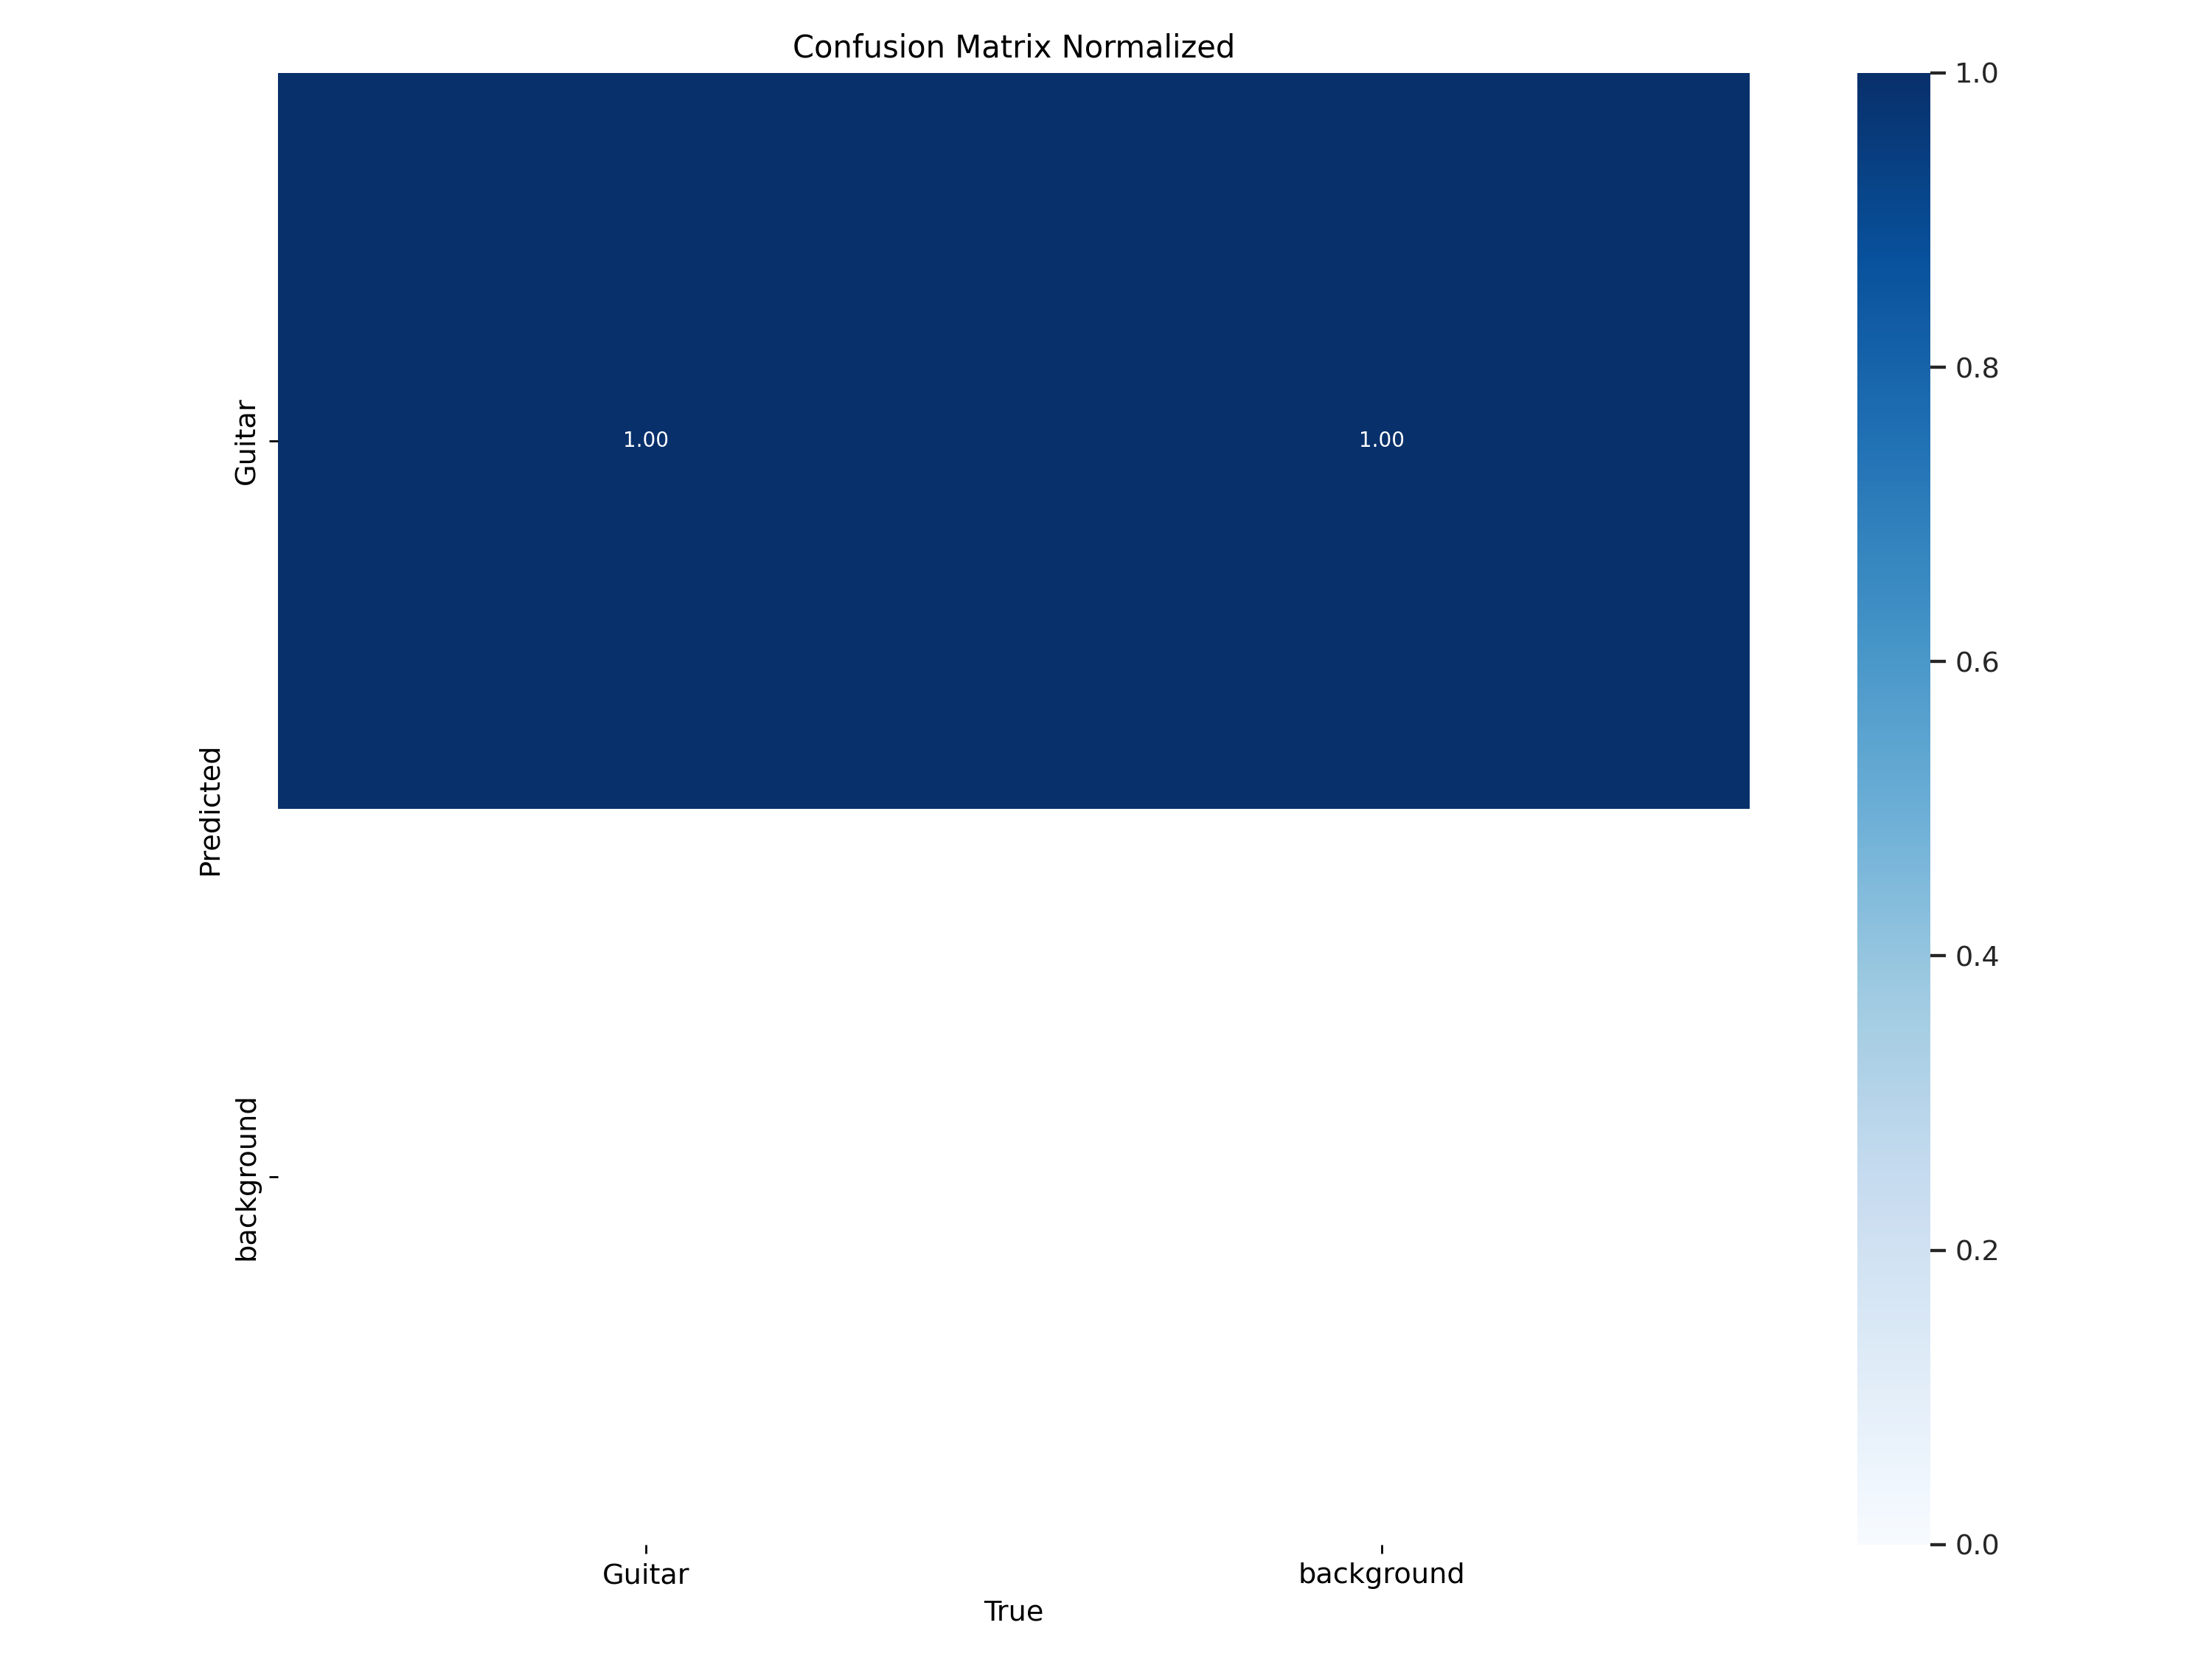 Confusion Matrix Normalized
1.0
0.8
0.6
0.4
0.2
0.0
Guitar
1.00
1.00
Predicted
background
Guitar
background
True